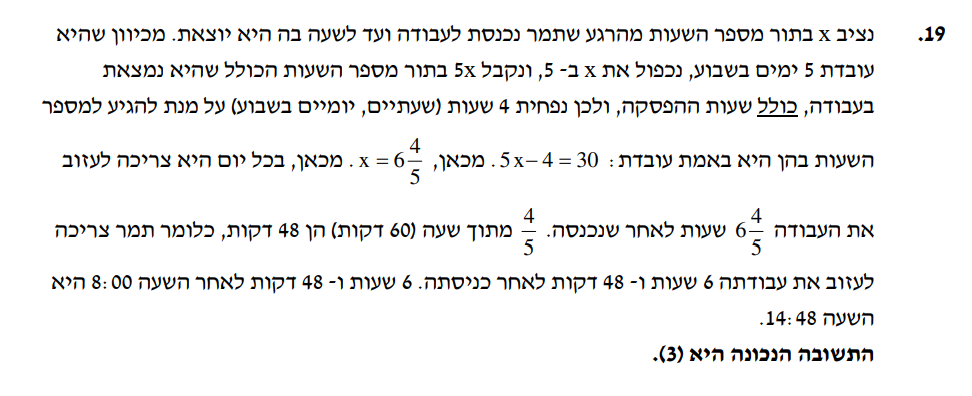 19. נציב x בתור מספר השעות מהרגע שתמר נכנסת לעבודה ועד לשעה בה היא יוצאת. מכיוון שהיא
עובדת 5 ימים בשבוע, נכפול את x ב- 5, ונקבל 5x בתור מספר השעות הכולל שהיא נמצאת
בעבודה, כולל שעות ההפסקה, ולכן נפחית 4 שעות (שעתיים, יומיים בשבוע) על מנת להגיע למספר
השעות בהן היא באמת עובדת: 5x – 4 = 30. מכאן, x = 6 4/5. מכאן, בכל יום היא צריכה לעזוב
את העבודה 6 4/5 שעות לאחר שנכנסה. 4/5 מתוך שעה (60 דקות) הן 48 דקות, כלומר תמר צריכה
לעזוב את עבודתה 6 שעות ו- 48 דקות לאחר כניסתה. 6 שעות ו- 48 דקות לאחר השעה 8:00 היא
השעה 14:48.
התשובה הנכונה היא (3).